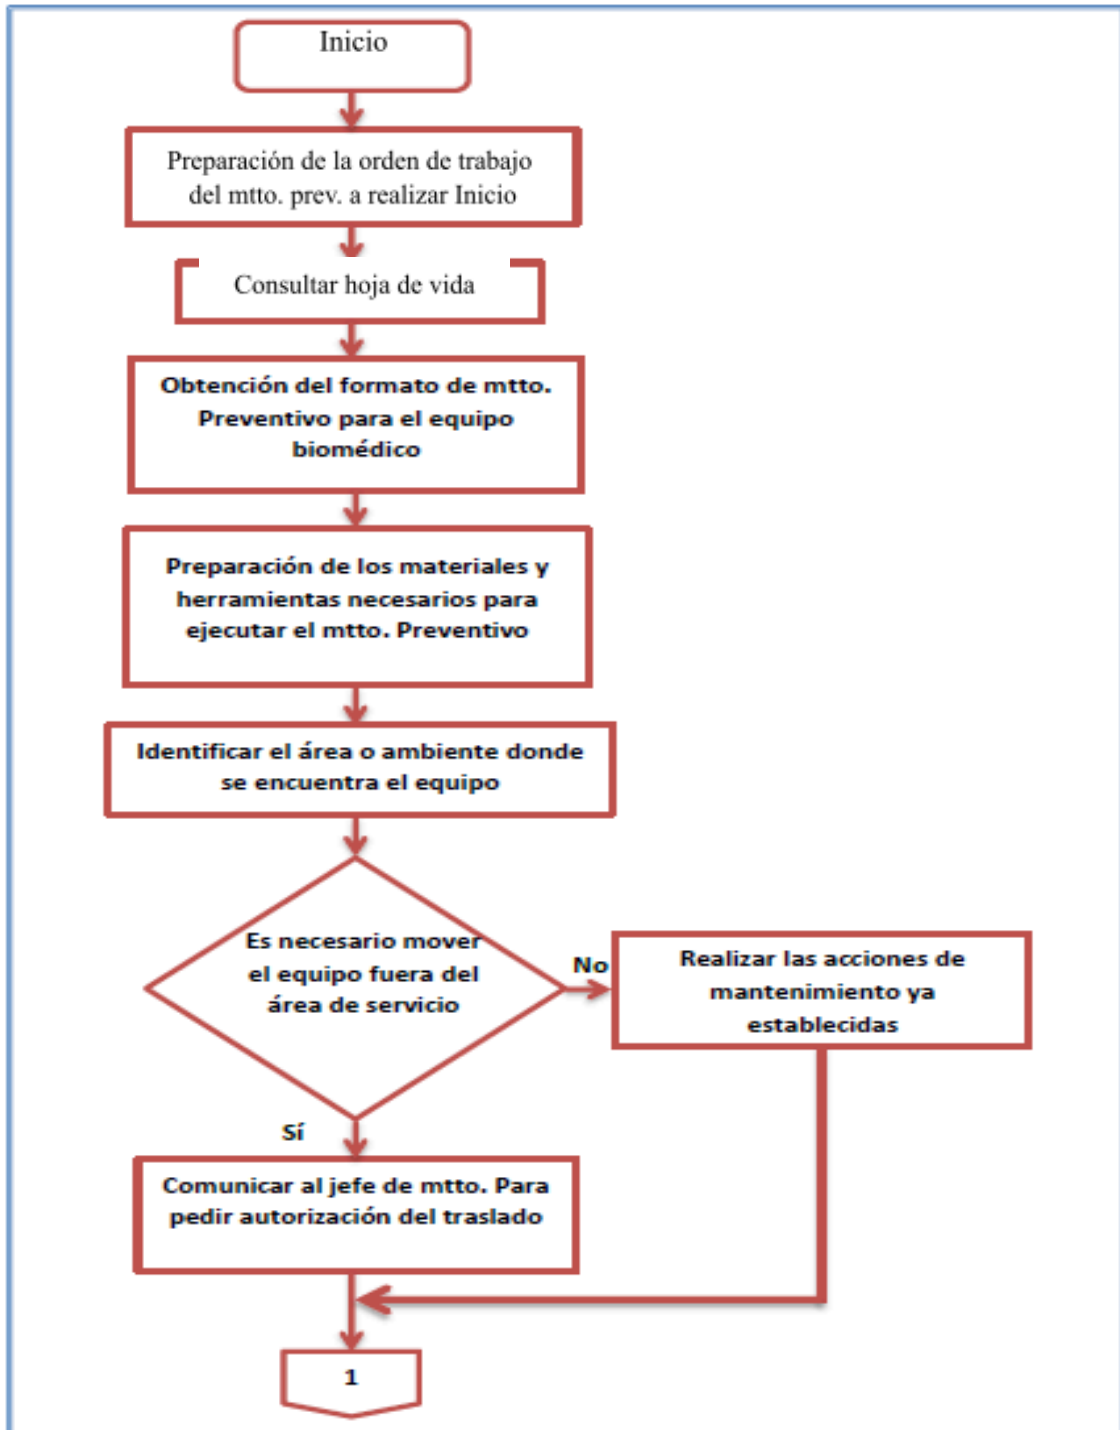 Inicio
Preparación de la orden de trabajo
del mtto. prev. a realizar Inicio
Consultar hoja de vida
Obtención del formato de mtto.
Preventivo para el equipo
biomédico
Preparación de los materiales y
herramientas necesarios para
ejecutar el mtto. Preventivo
Identificar el área o ambiente donde
se encuentra el equipo
Es necesario mover
el equipo fuera del
área de servicio
No
Realizar las acciones de
mantenimiento ya
establecidas
Sí
Comunicar al jefe de mtto. Para
pedir autorización del traslado
1